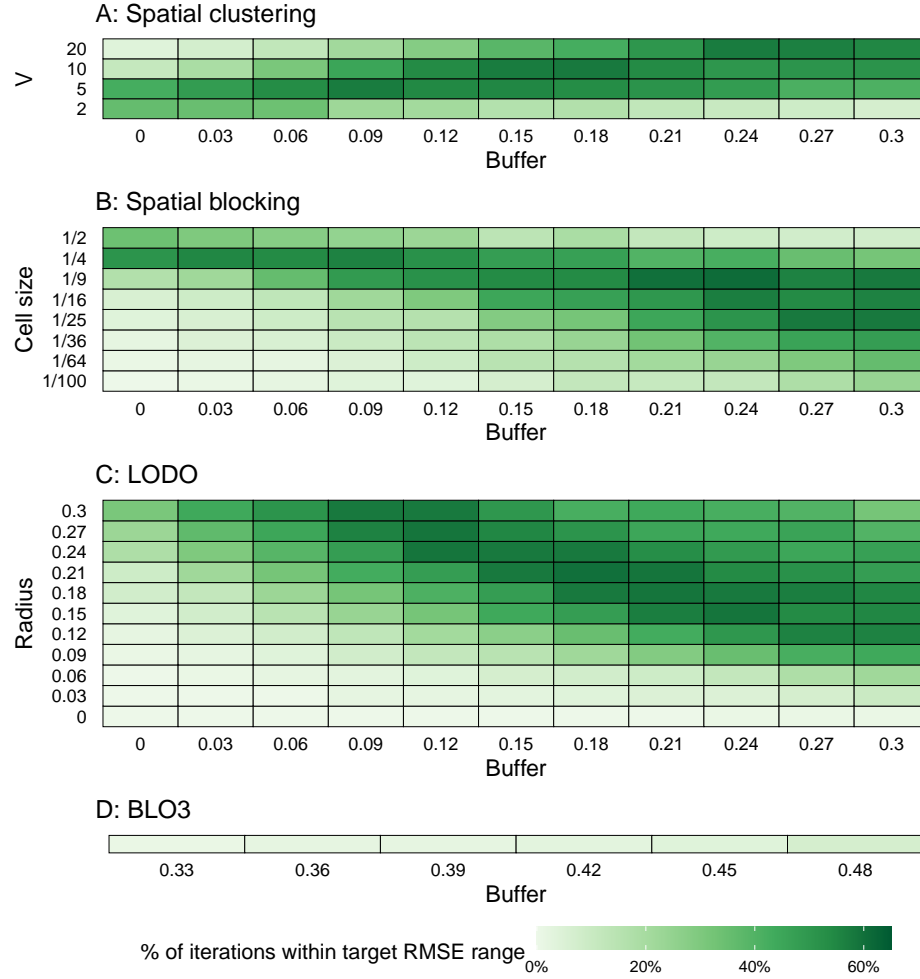 A: Spatial clustering
V
20
10
5
2
0 0.03 0.06 0.09 0.12 0.15 0.18 0.21 0.24 0.27 0.3
Buffer
B: Spatial blocking
Cell size
1/2
1/4
1/9
1/16
1/25
1/36
1/64
1/100
0 0.03 0.06 0.09 0.12 0.15 0.18 0.21 0.24 0.27 0.3
Buffer
C: LODO
Radius
0.3
0.27
0.24
0.21
0.18
0.15
0.12
0.09
0.06
0.03
0
0 0.03 0.06 0.09 0.12 0.15 0.18 0.21 0.24 0.27 0.3
Buffer
D: BLO3
0.33 0.36 0.39 0.42 0.45 0.48
Buffer
% of iterations within target RMSE range
0% 20% 40% 60%